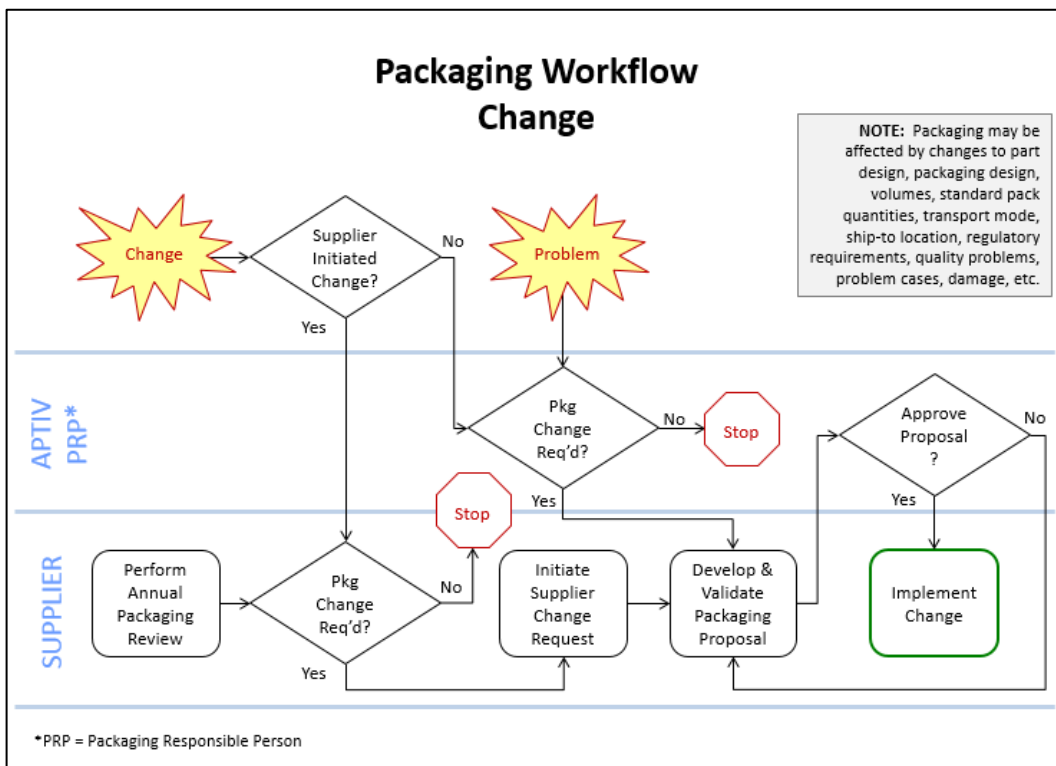 Packaging Workflow
Change
NOTE: Packaging may be
affected by changes to part
design, packaging design,
volumes, standard pack
quantities, transport mode,
ship-to location, regulatory
requirements, quality problems,
problem cases, damage, etc.
Change
Supplier
Initiated
Change?
No
Yes
Problem
APTIV
PRP*
Pkg
Change
Req'd?
No
Yes
Stop
Approve
Proposal
?
No
Yes
SUPPLIER
Perform
Annual
Packaging
Review
Pkg
Change
Req'd?
No
Yes
Stop
Initiate
Supplier
Change
Request
Develop &
Validate
Packaging
Proposal
Implement
Change
*PRP = Packaging Responsible Person